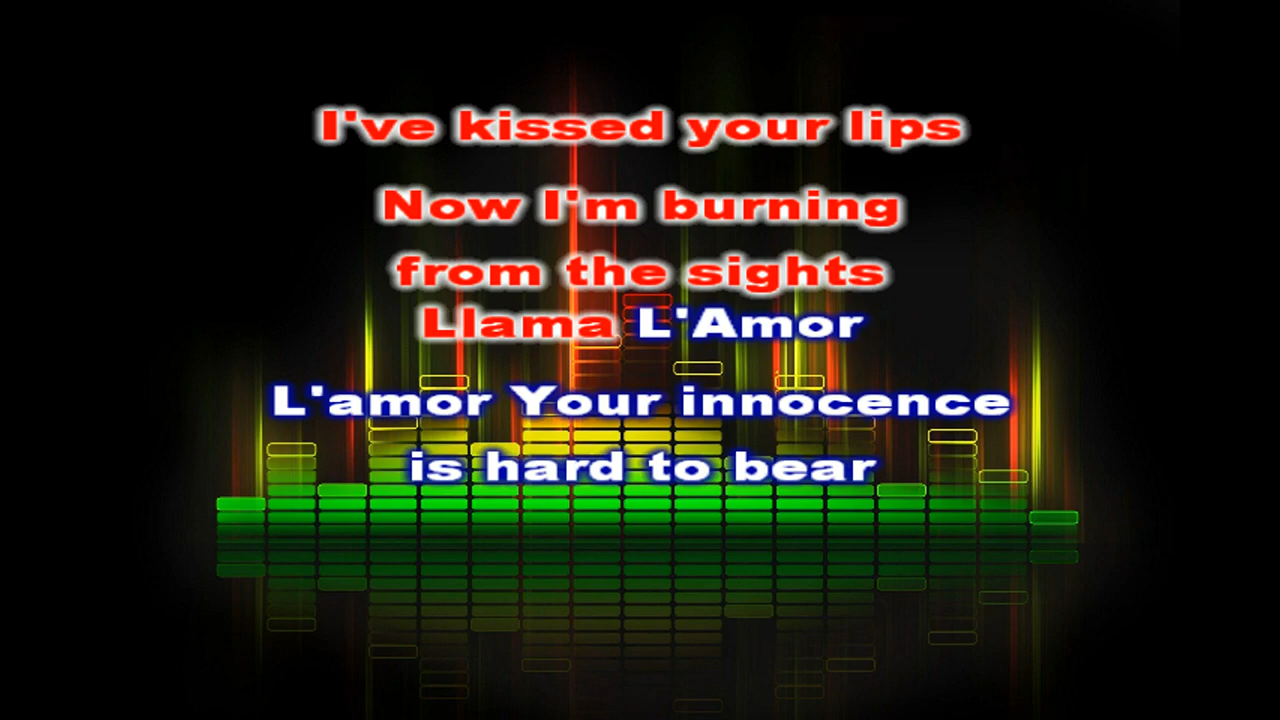 I've kissed your lips
Now I'm burning
from the sights
Llama L'Amor
L'amor Your innocence
is hard to bear